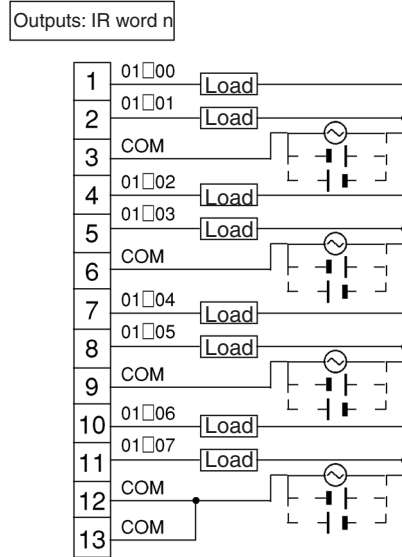 Outputs: IR word n
1 01□00 Load
2 01□01 Load
3 COM
4 01□02 Load
5 01□03 Load
6 COM
7 01□04 Load
8 01□05 Load
9 COM
10 01□06 Load
11 01□07 Load
12 COM
13 COM